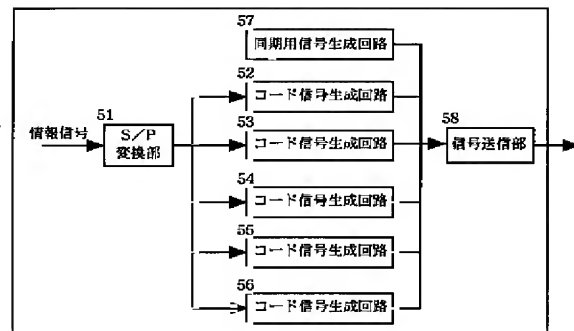 57
同期用信号生成回路
52
コード信号生成回路
51
情報信号
S/P
変換部
53
コード信号生成回路
58
信号送信部
54
コード信号生成回路
55
コード信号生成回路
56
コード信号生成回路